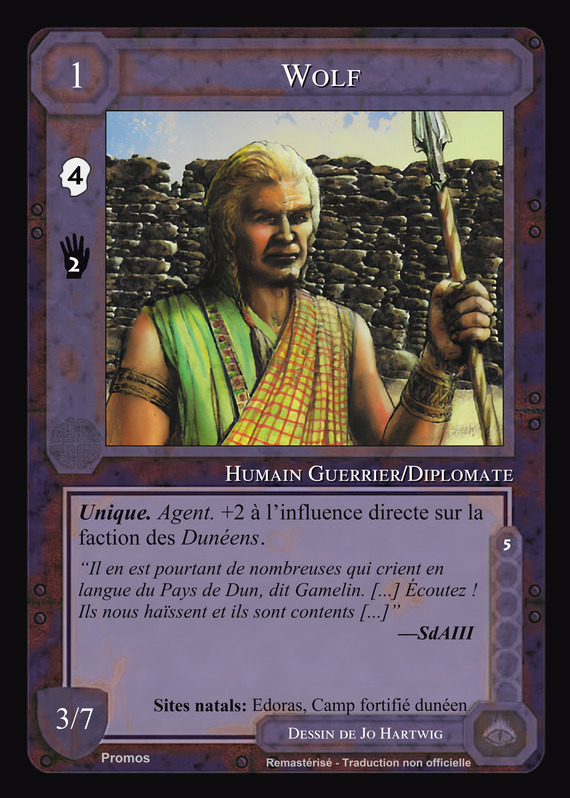 1
Wolf
4
2
Humain Guerrier/Diplomate
Unique. Agent. +2 à l’influence directe sur la
faction des Dunéens.
5
“Il en est pourtant de nombreuses qui crient en
langue du Pays de Dun, dit Gamelin. [...] Écoutez !
Ils nous haïssent et ils sont contents [...]”
—SdAIII
Sites natals: Edoras, Camp fortifié dunéen
3/7
Dessin de Jo Hartwig
Promos
Remastérisé - Traduction non officielle